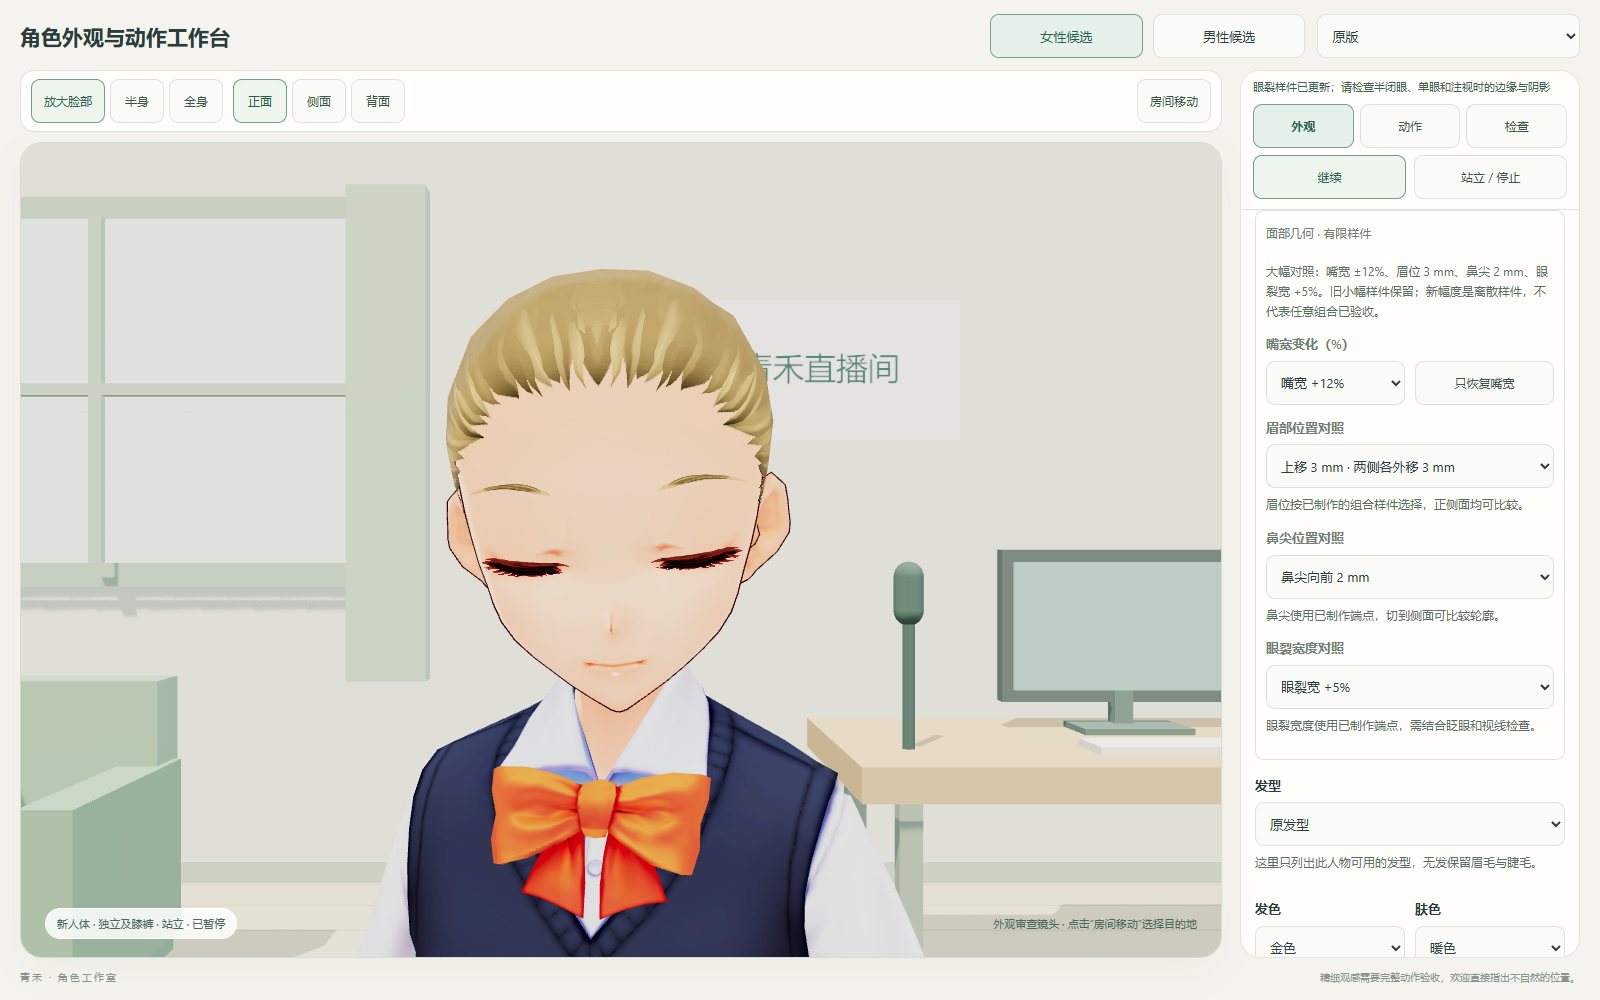 角色外观与动作工作台
女性候选
男性候选
原版
放大脸部
半身
全身
正面
侧面
背面
房间移动
青禾直播间
新人体 · 独立及膝裤 · 站立 · 已暂停
外观审查镜头 · 点击“房间移动”选择目的地
眼裂样件已更新；请检查半闭眼、单眼和注视时的边缘与阴影
外观
动作
检查
继续
站立 / 停止
面部几何 · 有限样件
大幅对照：嘴宽 ±12%、眉位 3 mm、鼻尖 2 mm、眼
裂宽 +5%。旧小幅样件保留；新幅度是离散样件，不
代表任意组合已验收。
嘴宽变化（%）
嘴宽 +12%
只恢复嘴宽
眉部位置对照
上移 3 mm · 两侧各外移 3 mm
眉位按已制作的组合样件选择，正侧面均可比较。
鼻尖位置对照
鼻尖向前 2 mm
鼻尖使用已制作端点，切到侧面可比较轮廓。
眼裂宽度对照
眼裂宽 +5%
眼裂宽度使用已制作端点，需结合眨眼和视线检查。
发型
原发型
这里只列出此人物可用的发型，无发保留眉毛与睫毛。
发色
肤色
金色
暖色
青禾 · 角色工作室
精细观感需要完整动作验收，欢迎直接指出不自然的位置。